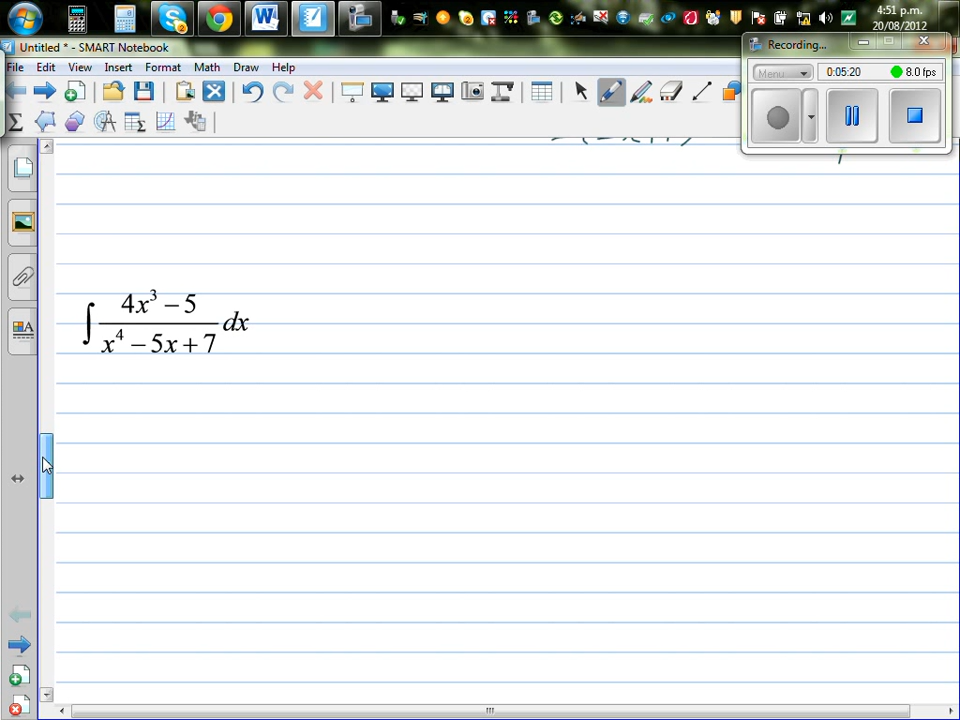 4:51 p.m.
20/08/2012
Untitled * - SMART Notebook
Recording...
File Edit View Insert Format Math Draw Help
Menu 0:05:20 8.0 fps
∫ (4x³ − 5)/(x⁴ − 5x + 7) dx